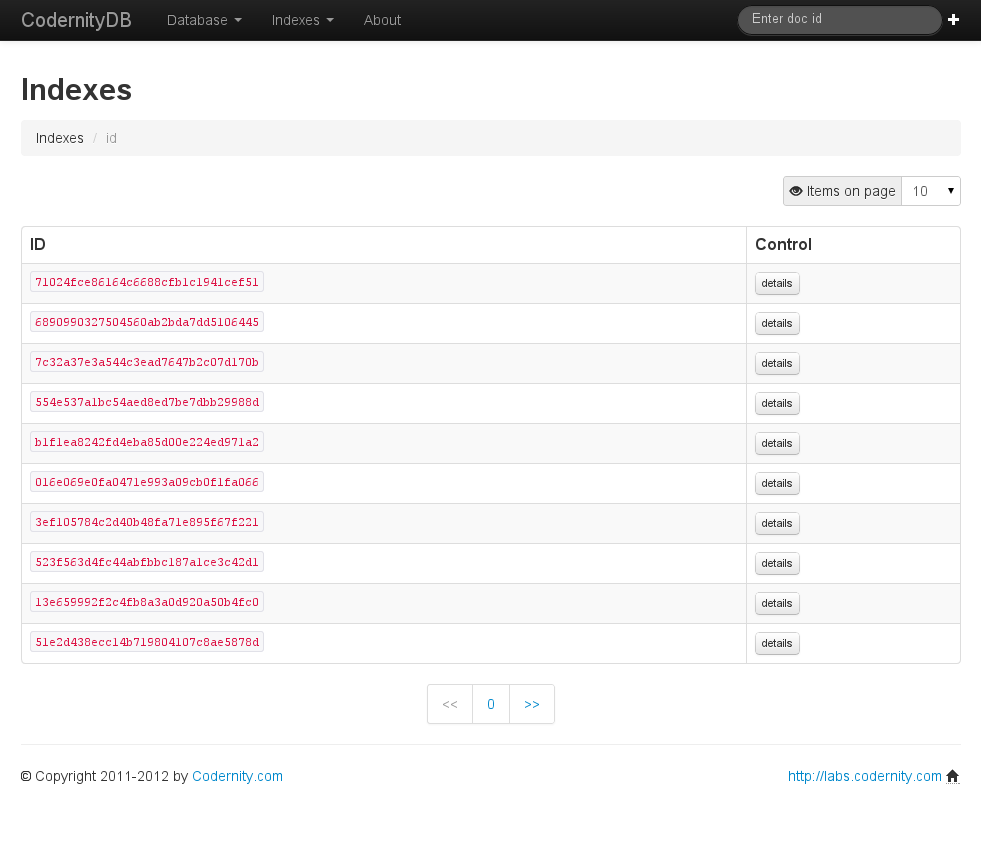 CodernityDB Database Indexes About Enter doc id
Indexes
Indexes / id
Items on page 10
ID Control
71024fce86164c6688cfb1c1941cef51 details
6890990327504560ab2bda7dd5106445 details
7c32a37e3a544c3ead7647b2c07d170b details
554e537a1bc54aed8ed7be7dbb29988d details
b1f1ea8242fd4eba85d00e224ed971a2 details
016e069e0fa0471e993a09cb0f1fa066 details
3ef105784c2d40b48fa71e895f67f221 details
523f563d4fc44abfbbc187a1ce3c42d1 details
13e659992f2c4fb8a3a0d920a50b4fc0 details
51e2d438ecc14b719804107c8ae5878d details
<< 0 >>
© Copyright 2011-2012 by Codernity.com http://labs.codernity.com